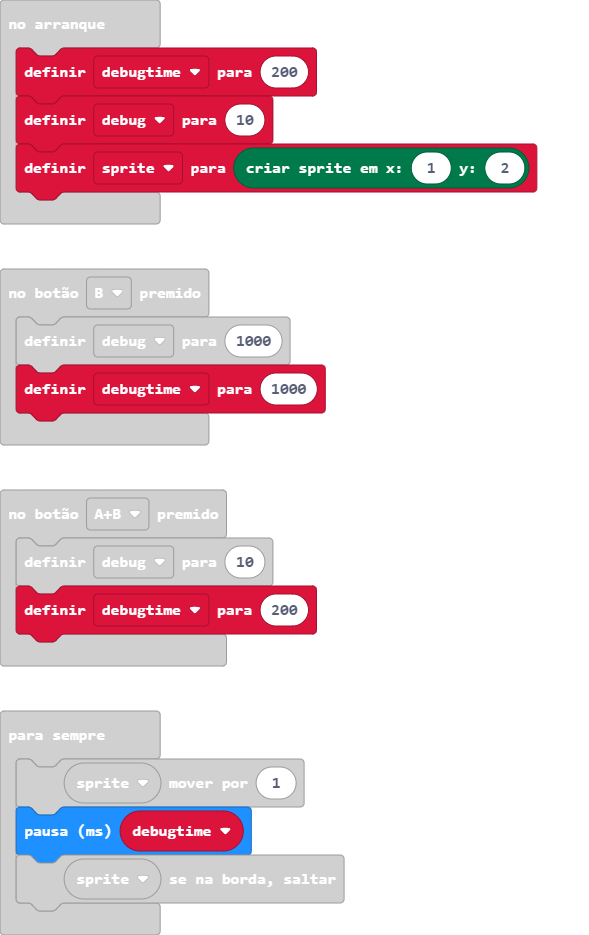 no arranque
definir debugtime para 200
definir debug para 10
definir sprite para criar sprite em x: 1 y: 2
no botão B premido
definir debug para 1000
definir debugtime para 1000
no botão A+B premido
definir debug para 10
definir debugtime para 200
para sempre
sprite mover por 1
pausa (ms) debugtime
sprite se na borda, saltar